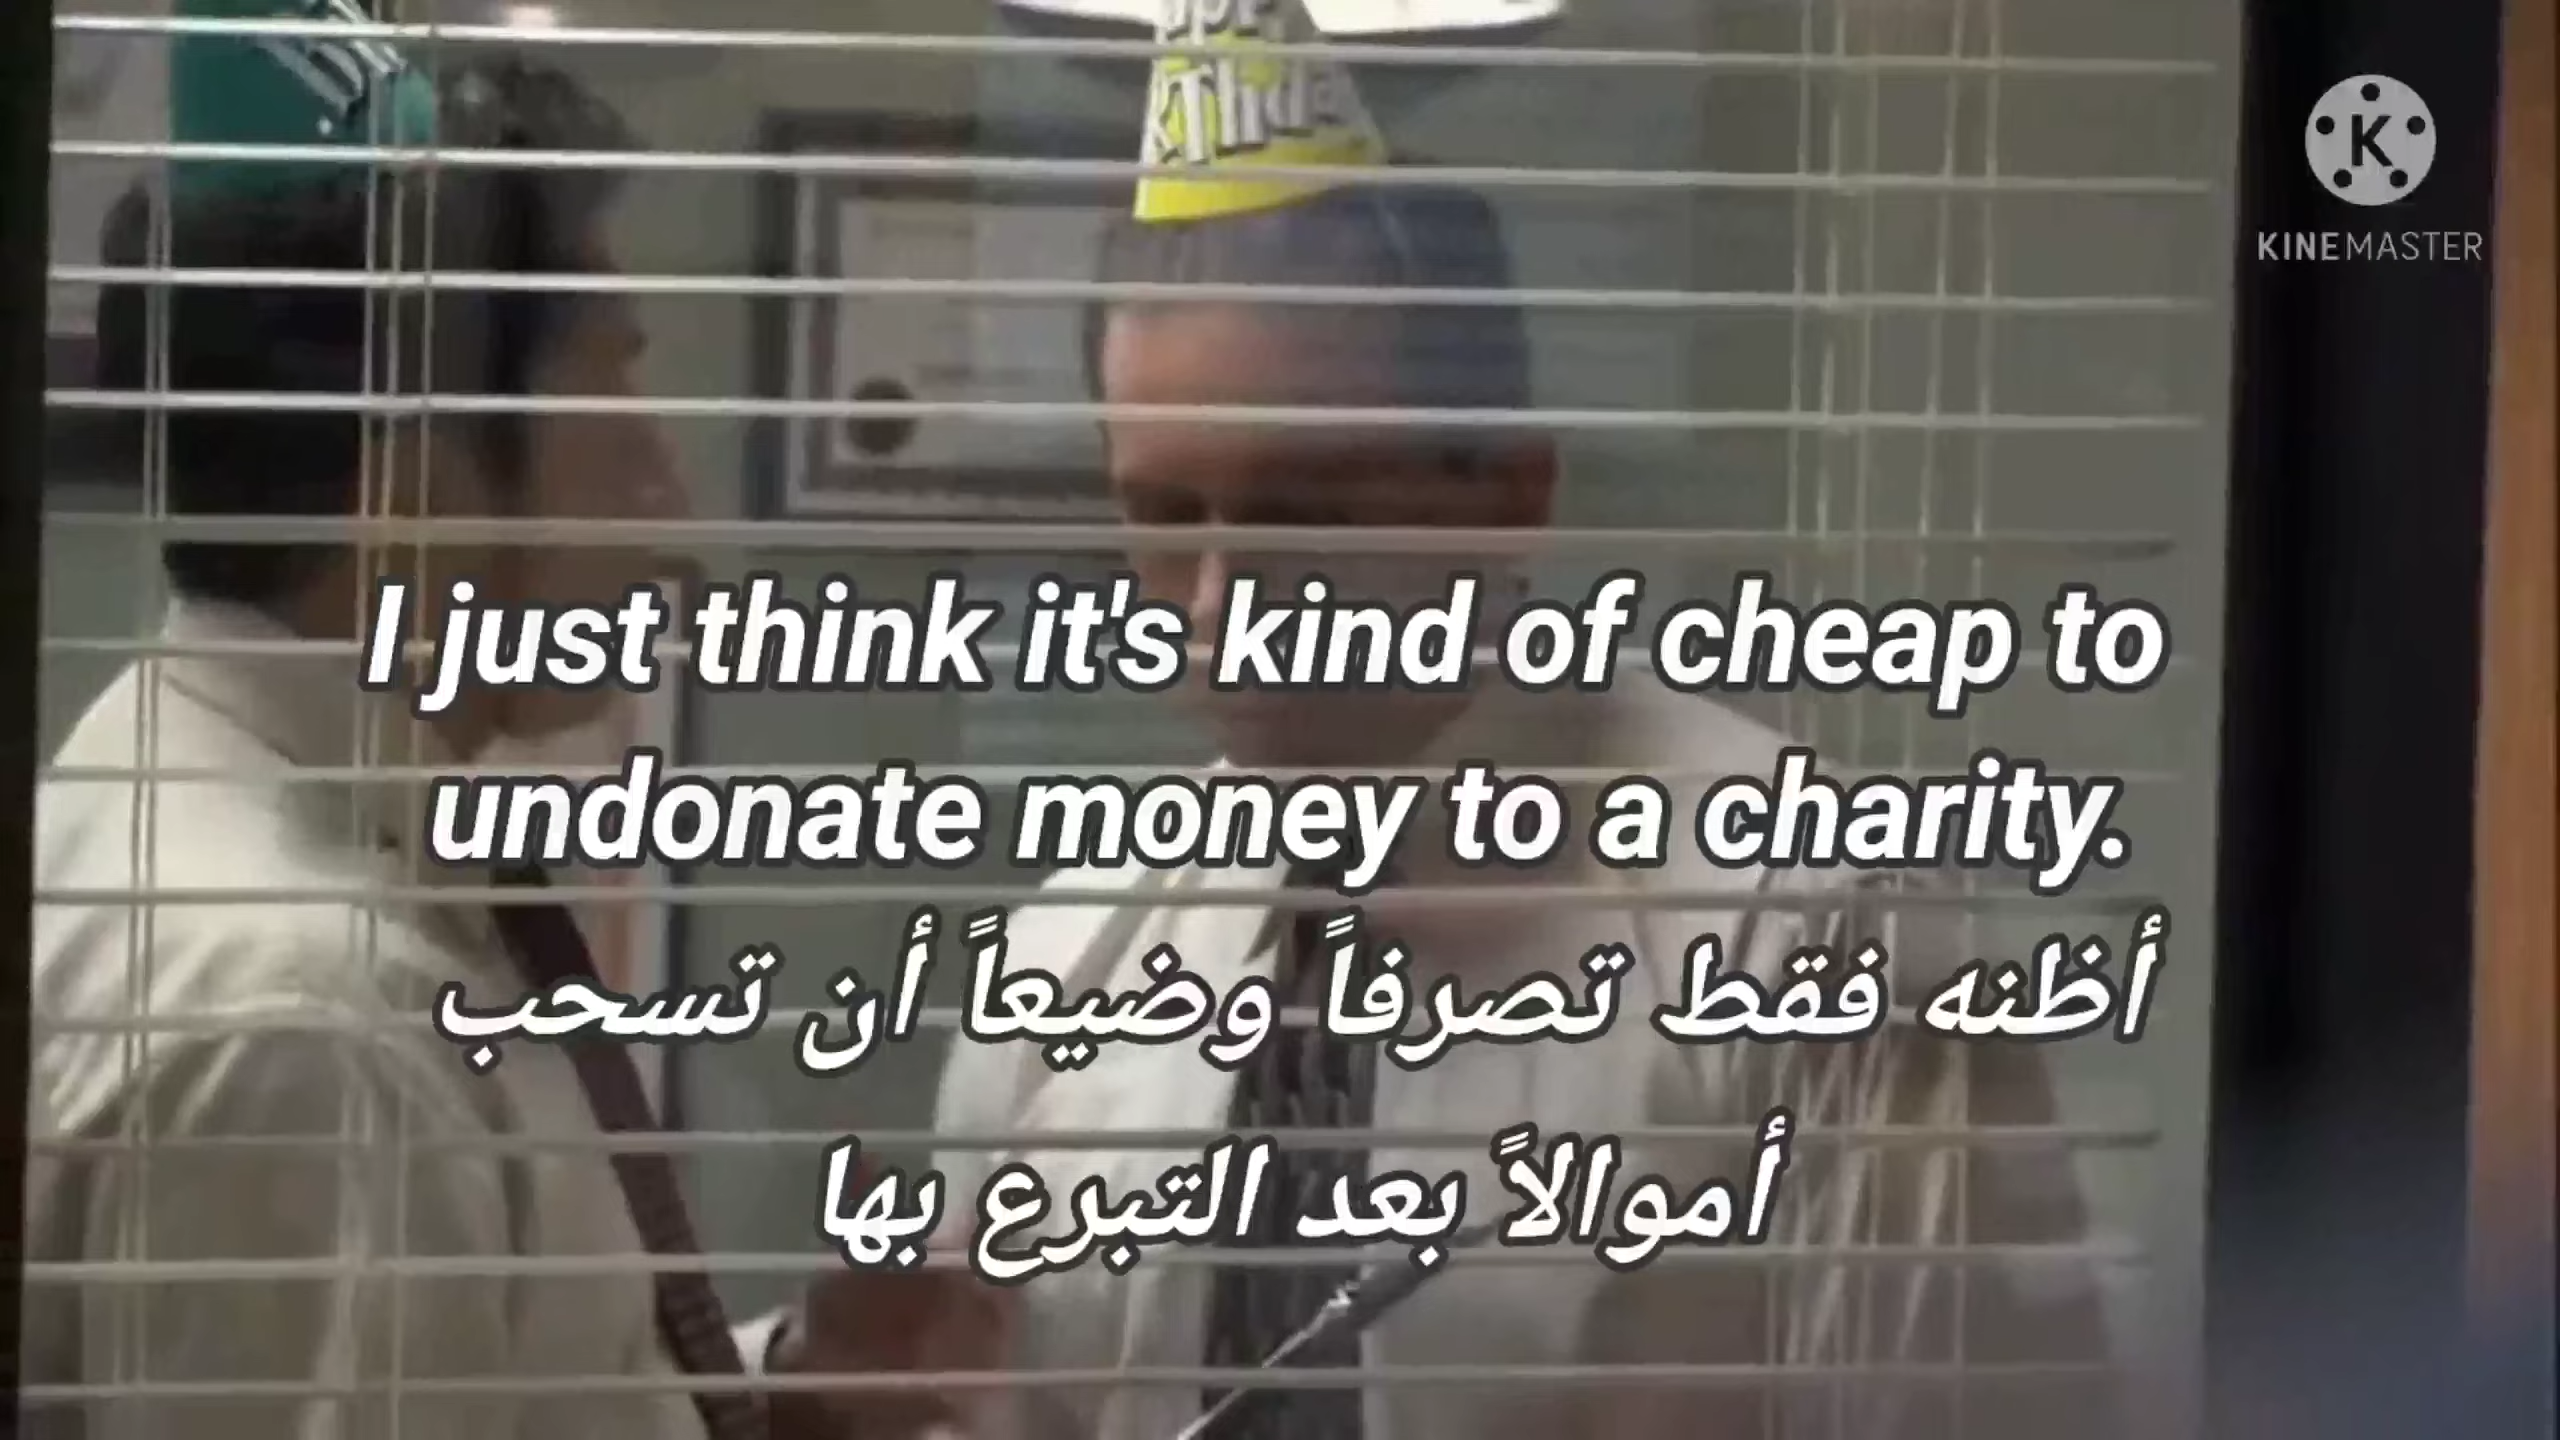 KINEMASTER
I just think it's kind of cheap to
undonate money to a charity.
أظنه فقط تصرفاً وضيعاً أن تسحب
أموالاً بعد التبرع بها